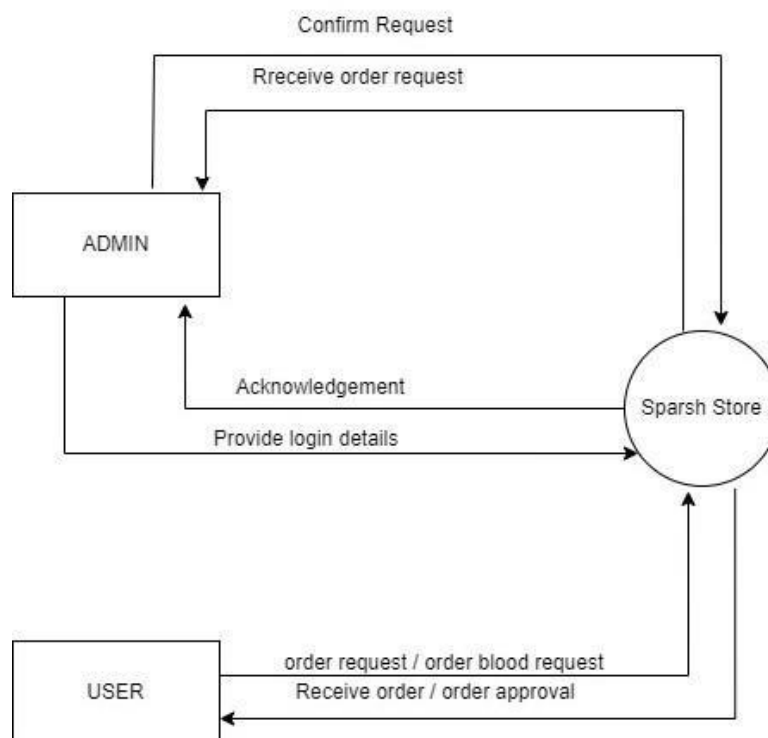 Confirm Request
Rreceive order request
ADMIN
Acknowledgement
Sparsh Store
Provide login details
order request / order blood request
USER
Receive order / order approval